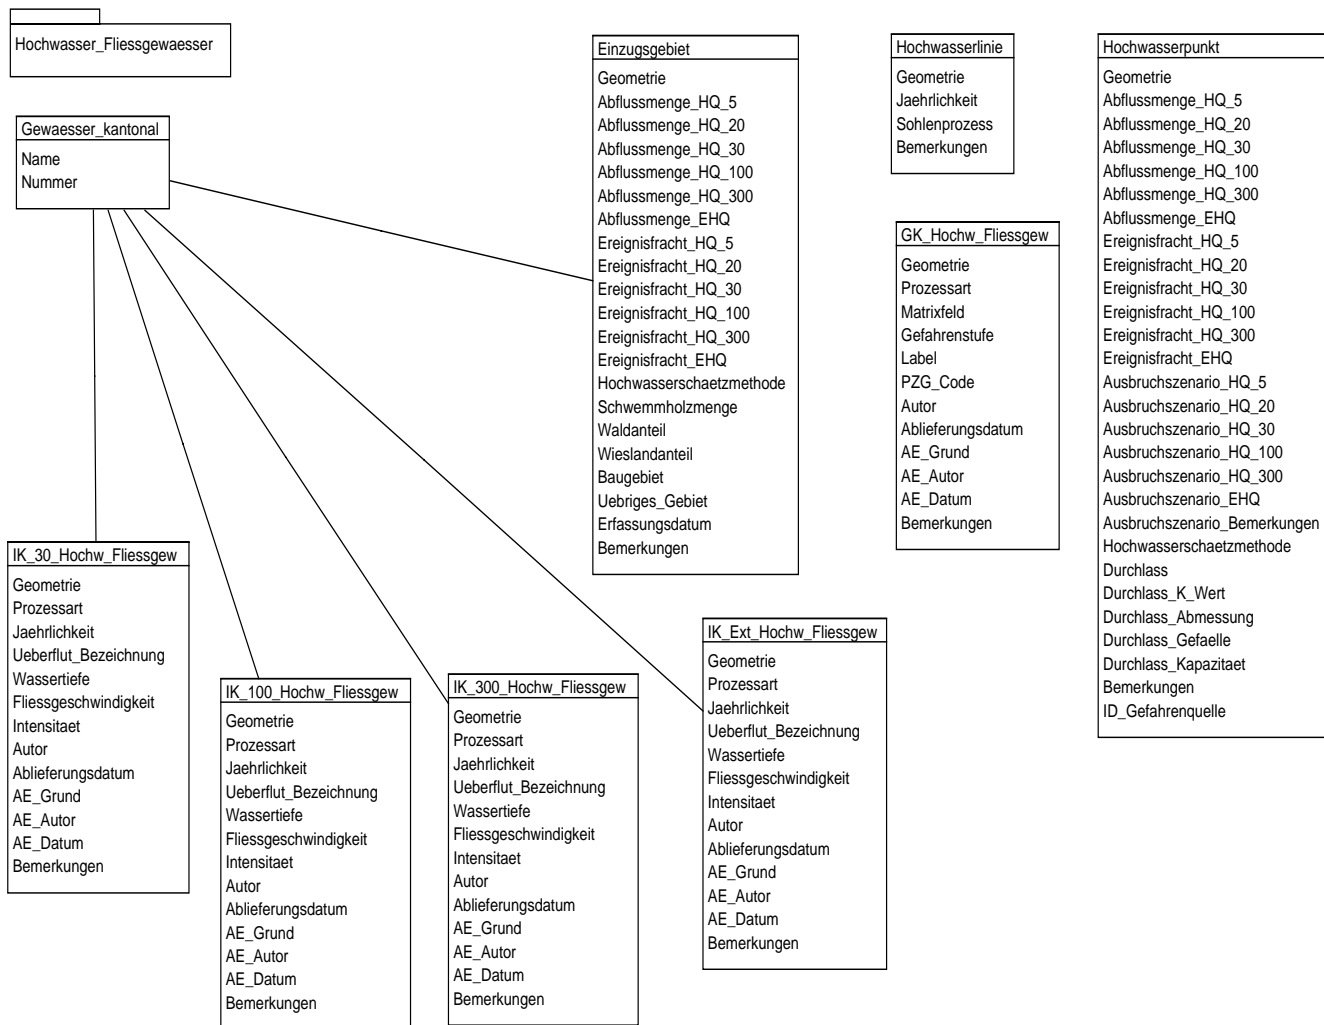 Hochwasser_Fliessgewaesser
Gewaesser_kantonal
Name
Nummer
Einzugsgebiet
Geometrie
Abflussmenge_HQ_5
Abflussmenge_HQ_20
Abflussmenge_HQ_30
Abflussmenge_HQ_100
Abflussmenge_HQ_300
Abflussmenge_EHQ
Ereignisfracht_HQ_5
Ereignisfracht_HQ_20
Ereignisfracht_HQ_30
Ereignisfracht_HQ_100
Ereignisfracht_HQ_300
Ereignisfracht_EHQ
Hochwasserschaetzmethode
Schwemmholzmenge
Waldanteil
Wieslandanteil
Baugebiet
Uebriges_Gebiet
Erfassungsdatum
Bemerkungen
Hochwasserlinie
Geometrie
Jaehrlichkeit
Sohlenprozess
Bemerkungen
GK_Hochw_Fliessgew
Geometrie
Prozessart
Matrixfeld
Gefahrenstufe
Label
PZG_Code
Autor
Ablieferungsdatum
AE_Grund
AE_Autor
AE_Datum
Bemerkungen
Hochwasserpunkt
Geometrie
Abflussmenge_HQ_5
Abflussmenge_HQ_20
Abflussmenge_HQ_30
Abflussmenge_HQ_100
Abflussmenge_HQ_300
Abflussmenge_EHQ
Ereignisfracht_HQ_5
Ereignisfracht_HQ_20
Ereignisfracht_HQ_30
Ereignisfracht_HQ_100
Ereignisfracht_HQ_300
Ereignisfracht_EHQ
Ausbruchszenario_HQ_5
Ausbruchszenario_HQ_20
Ausbruchszenario_HQ_30
Ausbruchszenario_HQ_100
Ausbruchszenario_HQ_300
Ausbruchszenario_EHQ
Ausbruchszenario_Bemerkungen
Hochwasserschaetzmethode
Durchlass
Durchlass_K_Wert
Durchlass_Abmessung
Durchlass_Gefaelle
Durchlass_Kapazitaet
Bemerkungen
ID_Gefahrenquelle
IK_30_Hochw_Fliessgew
Geometrie
Prozessart
Jaehrlichkeit
Ueberflut_Bezeichnung
Wassertiefe
Fliessgeschwindigkeit
Intensitaet
Autor
Ablieferungsdatum
AE_Grund
AE_Autor
AE_Datum
Bemerkungen
IK_100_Hochw_Fliessgew
Geometrie
Prozessart
Jaehrlichkeit
Ueberflut_Bezeichnung
Wassertiefe
Fliessgeschwindigkeit
Intensitaet
Autor
Ablieferungsdatum
AE_Grund
AE_Autor
AE_Datum
Bemerkungen
IK_300_Hochw_Fliessgew
Geometrie
Prozessart
Jaehrlichkeit
Ueberflut_Bezeichnung
Wassertiefe
Fliessgeschwindigkeit
Intensitaet
Autor
Ablieferungsdatum
AE_Grund
AE_Autor
AE_Datum
Bemerkungen
IK_Ext_Hochw_Fliessgew
Geometrie
Prozessart
Jaehrlichkeit
Ueberflut_Bezeichnung
Wassertiefe
Fliessgeschwindigkeit
Intensitaet
Autor
Ablieferungsdatum
AE_Grund
AE_Autor
AE_Datum
Bemerkungen